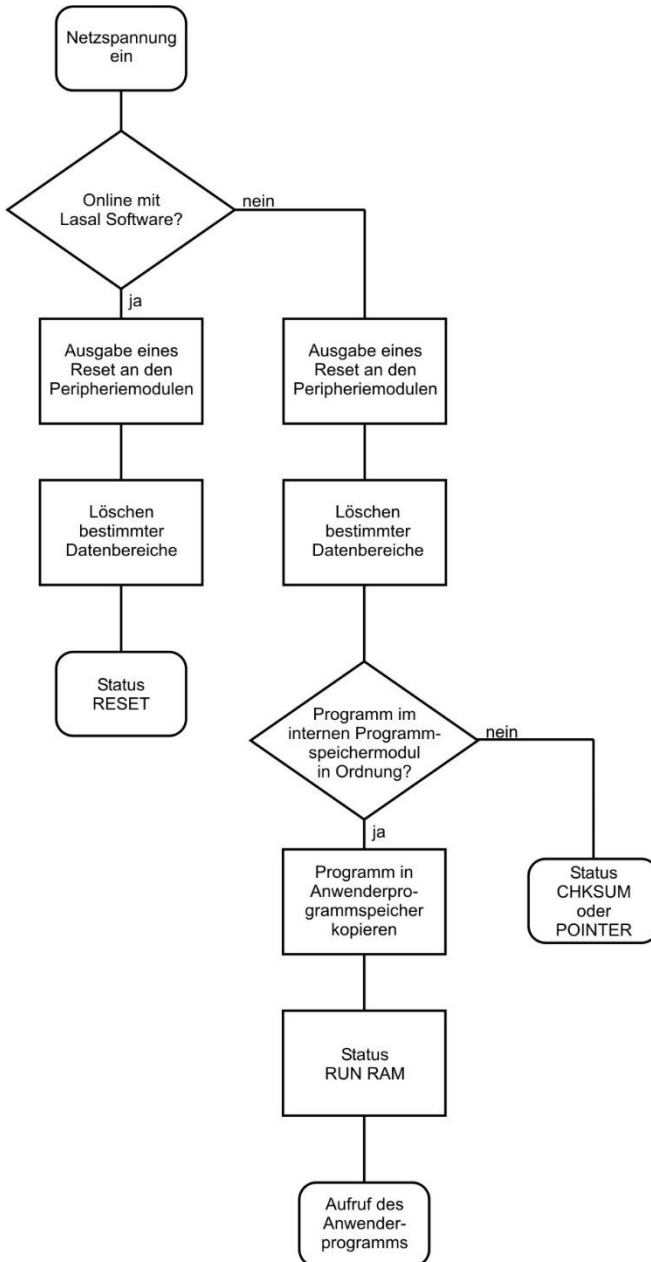 Netzspannung
ein
Online mit
Lasal Software?
nein
ja
Ausgabe eines
Reset an den
Peripheriemodulen
Ausgabe eines
Reset an den
Peripheriemodulen
Löschen
bestimmter
Datenbereiche
Löschen
bestimmter
Datenbereiche
Status
RESET
Programm im
internen Programm-
speichermodul
in Ordnung?
nein
ja
Programm in
Anwenderpro-
grammspeicher
kopieren
Status
CHKSUM
oder
POINTER
Status
RUN RAM
Aufruf des
Anwender-
programms